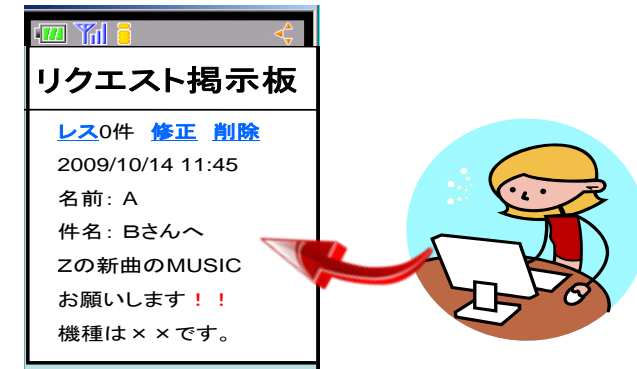 リクエスト掲示板
レス0件 修正 削除
2009/10/14 11:45
名前: A
件名: Bさんへ
Zの新曲のMUSIC
お願いします！！
機種は××です。